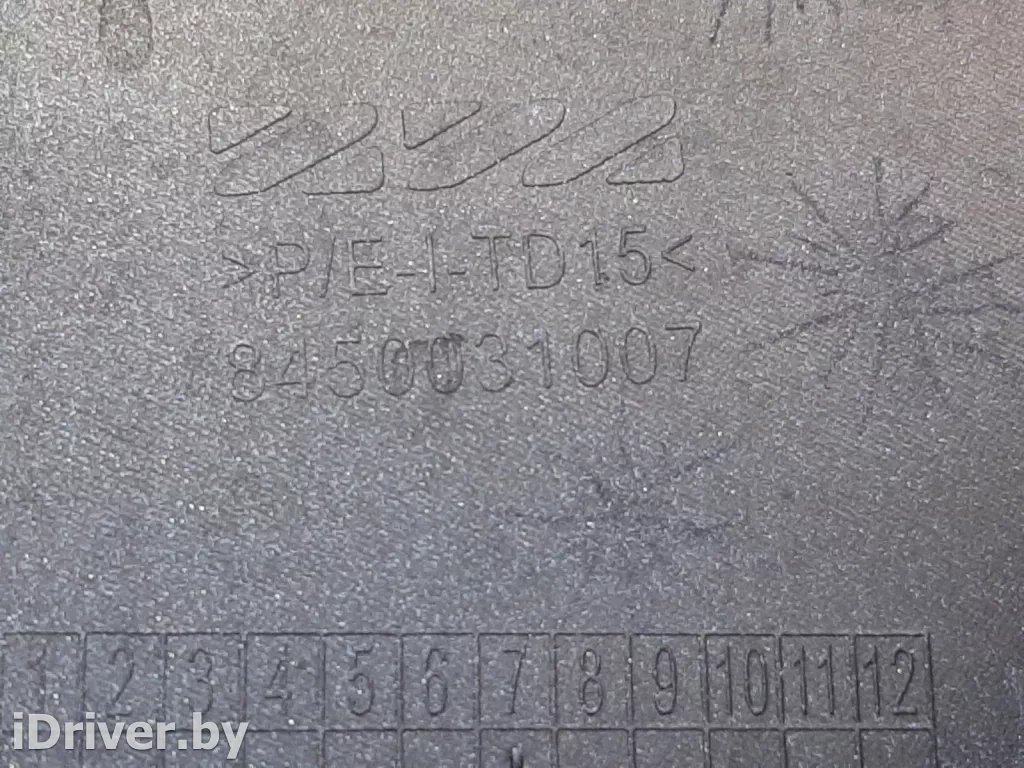 >P/E-I-TD15<
8450031007
1 2 3 4 5 6 7 8 9 10 11 12
iDriver.by